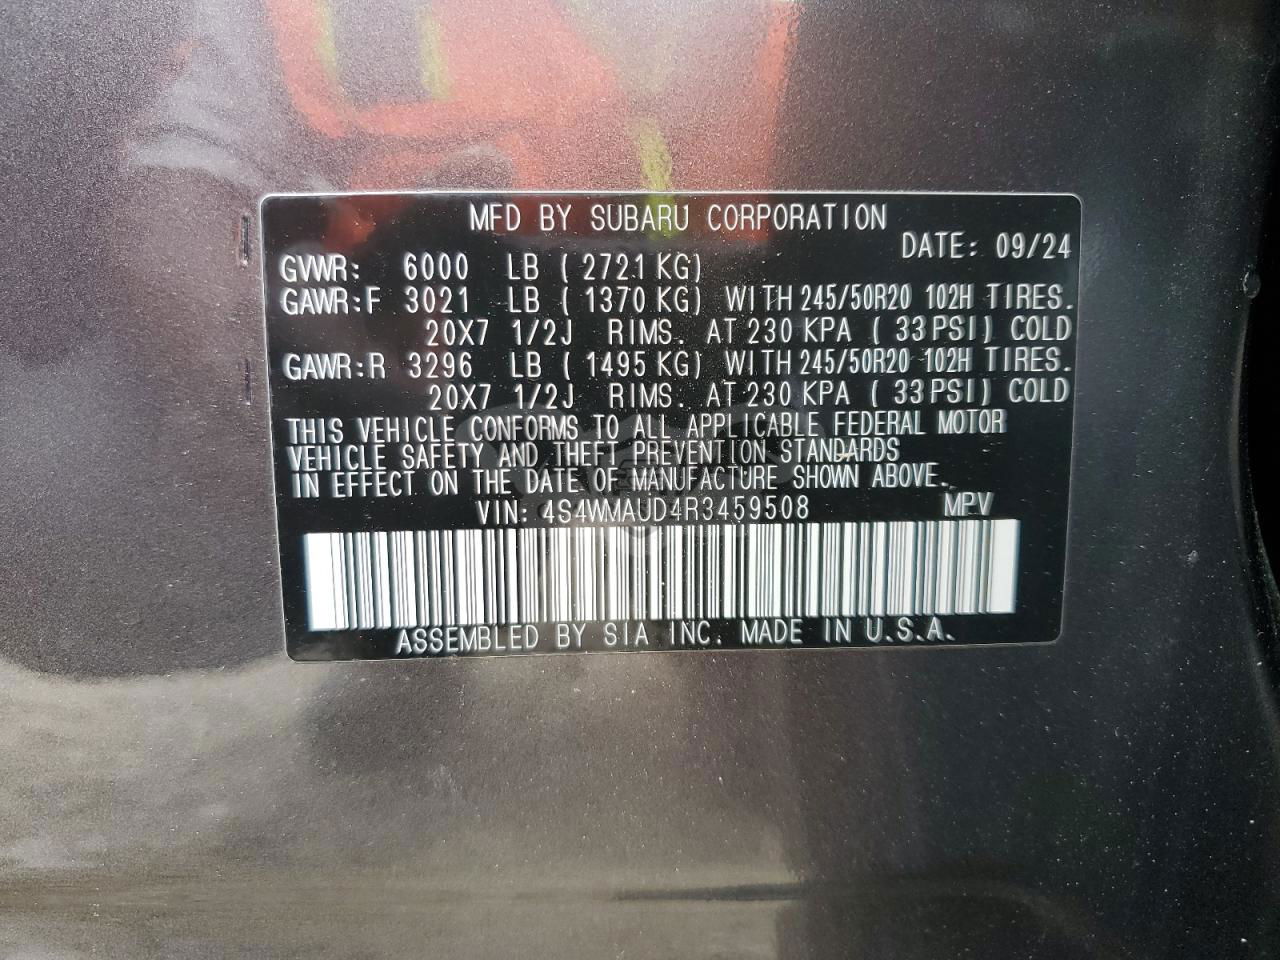 MFD BY SUBARU CORPORATION
DATE: 09/24
GVWR: 6000 LB ( 2721 KG)
GAWR:F 3021 LB ( 1370 KG) WITH 245/50R20 102H TIRES.
20X7 1/2J RIMS. AT 230 KPA ( 33 PSI) COLD
GAWR:R 3296 LB ( 1495 KG) WITH 245/50R20 102H TIRES.
20X7 1/2J RIMS. AT 230 KPA ( 33 PSI) COLD
THIS VEHICLE CONFORMS TO ALL APPLICABLE FEDERAL MOTOR
VEHICLE SAFETY AND THEFT PREVENTION STANDARDS
IN EFFECT ON THE DATE OF MANUFACTURE SHOWN ABOVE.
VIN: 4S4WMAUD4R3459508 MPV
ASSEMBLED BY SIA INC. MADE IN U.S.A.